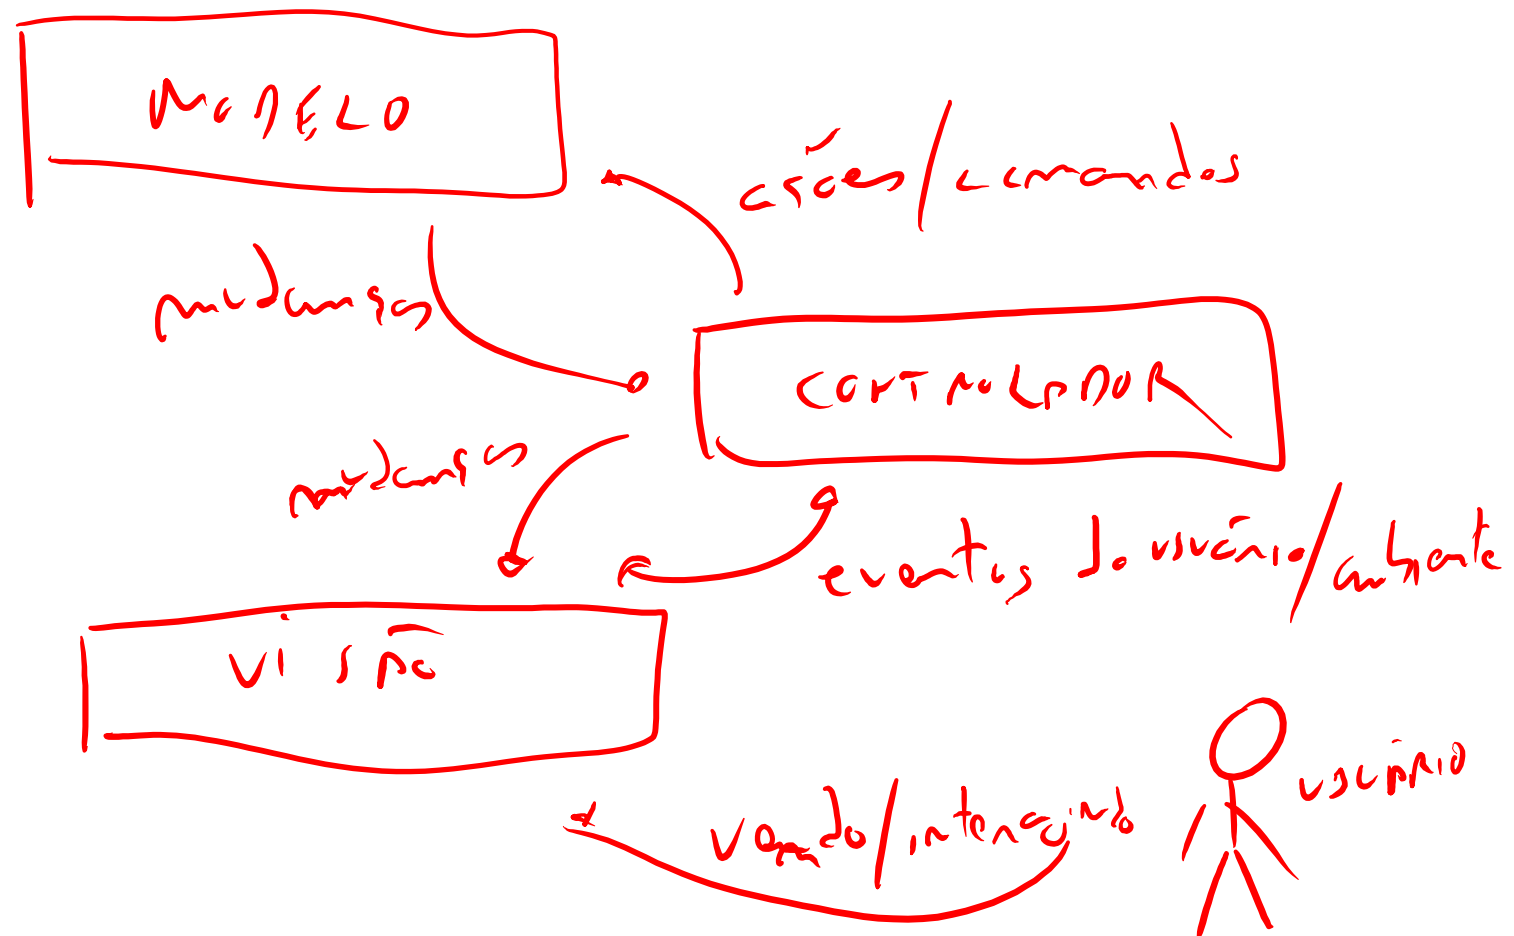 MODELO
ações/comandos
mudanças
CONTROLADOR
mudanças
eventos do usuário/ambiente
VISÃO
USUÁRIO
vendo/interagindo